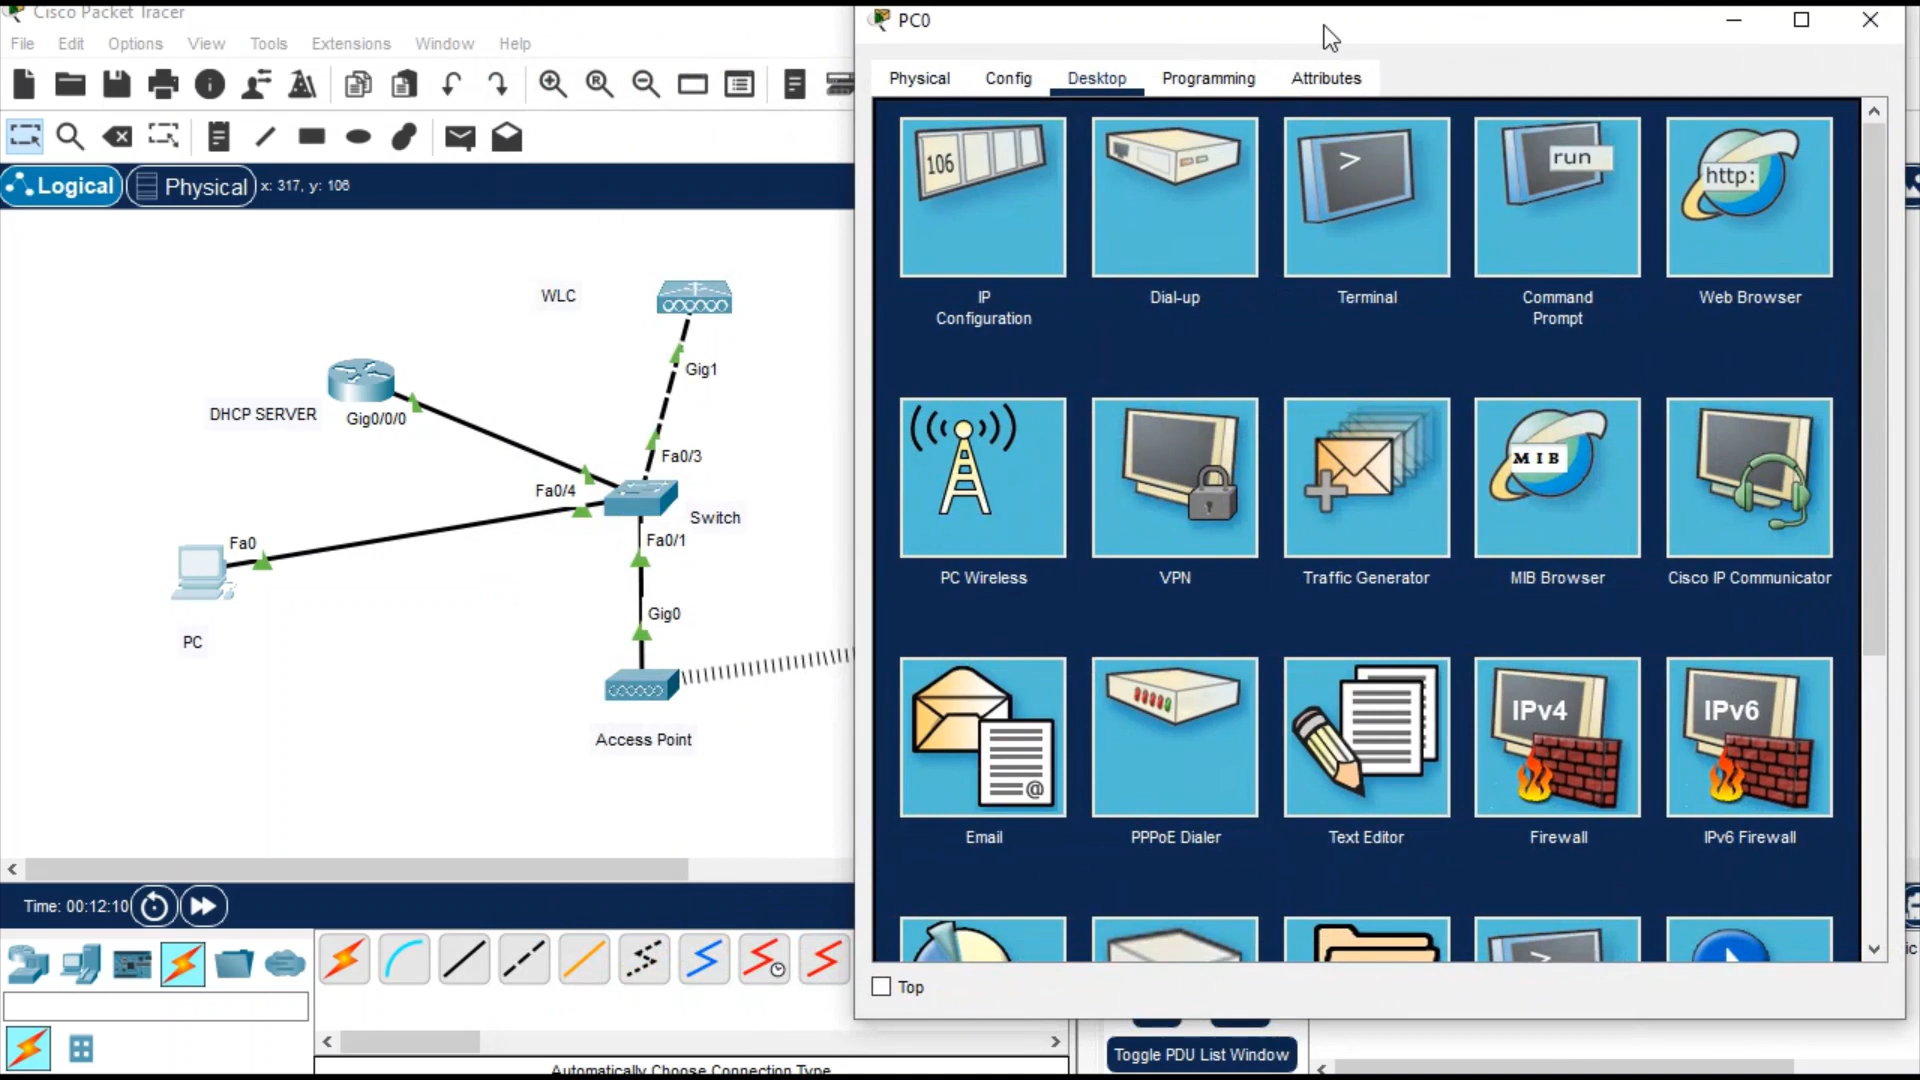 Cisco Packet Tracer
File Edit Options View Tools Extensions Window Help
Logical Physical x: 317, y: 106
WLC
Gig1
DHCP SERVER
Gig0/0/0
Fa0/3
Fa0/4
Switch
Fa0
Fa0/1
Gig0
PC
Access Point
Time: 00:12:10
Automatically Choose Connection Type
PC0
Physical Config Desktop Programming Attributes
106
>
run
http:
IP Configuration
Dial-up
Terminal
Command Prompt
Web Browser
MIB
PC Wireless
VPN
Traffic Generator
MIB Browser
Cisco IP Communicator
@
IPv4
IPv6
Email
PPPoE Dialer
Text Editor
Firewall
IPv6 Firewall
>
Top
Toggle PDU List Window